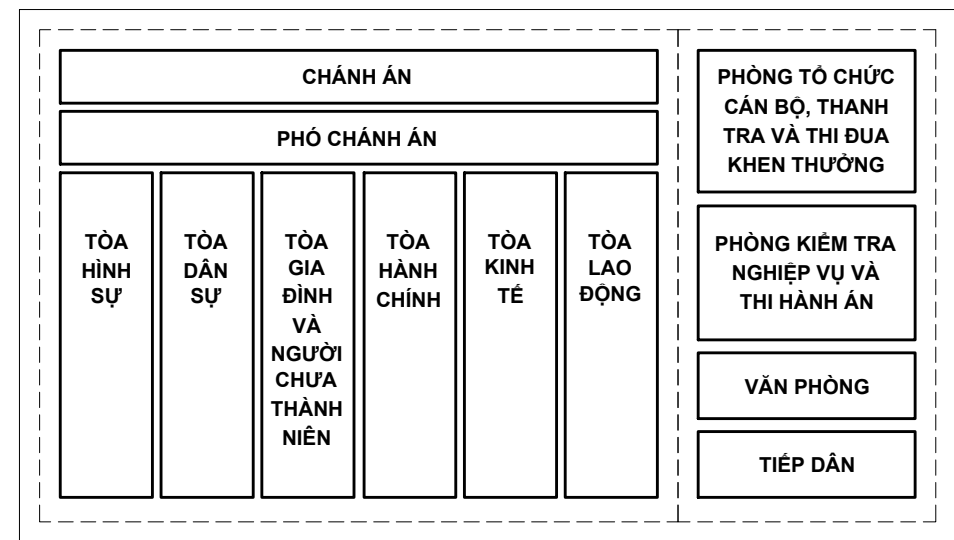 CHÁNH ÁN
PHÓ CHÁNH ÁN
TÒA
HÌNH
SỰ
TÒA
DÂN
SỰ
TÒA
GIA
ĐÌNH
VÀ
NGƯỜI
CHƯA
THÀNH
NIÊN
TÒA
HÀNH
CHÍNH
TÒA
KINH
TẾ
TÒA
LAO
ĐỘNG
PHÒNG TỔ CHỨC
CÁN BỘ, THANH
TRA VÀ THI ĐUA
KHEN THƯỞNG
PHÒNG KIỂM TRA
NGHIỆP VỤ VÀ
THI HÀNH ÁN
VĂN PHÒNG
TIẾP DÂN